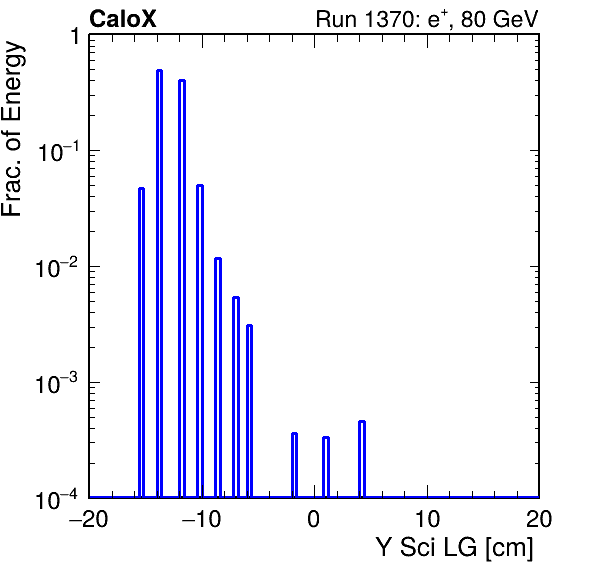 CaloX Run 1370: e⁺, 80 GeV
Frac. of Energy
1
10⁻¹
10⁻²
10⁻³
10⁻⁴
−20 −10 0 10 20
Y Sci LG [cm]